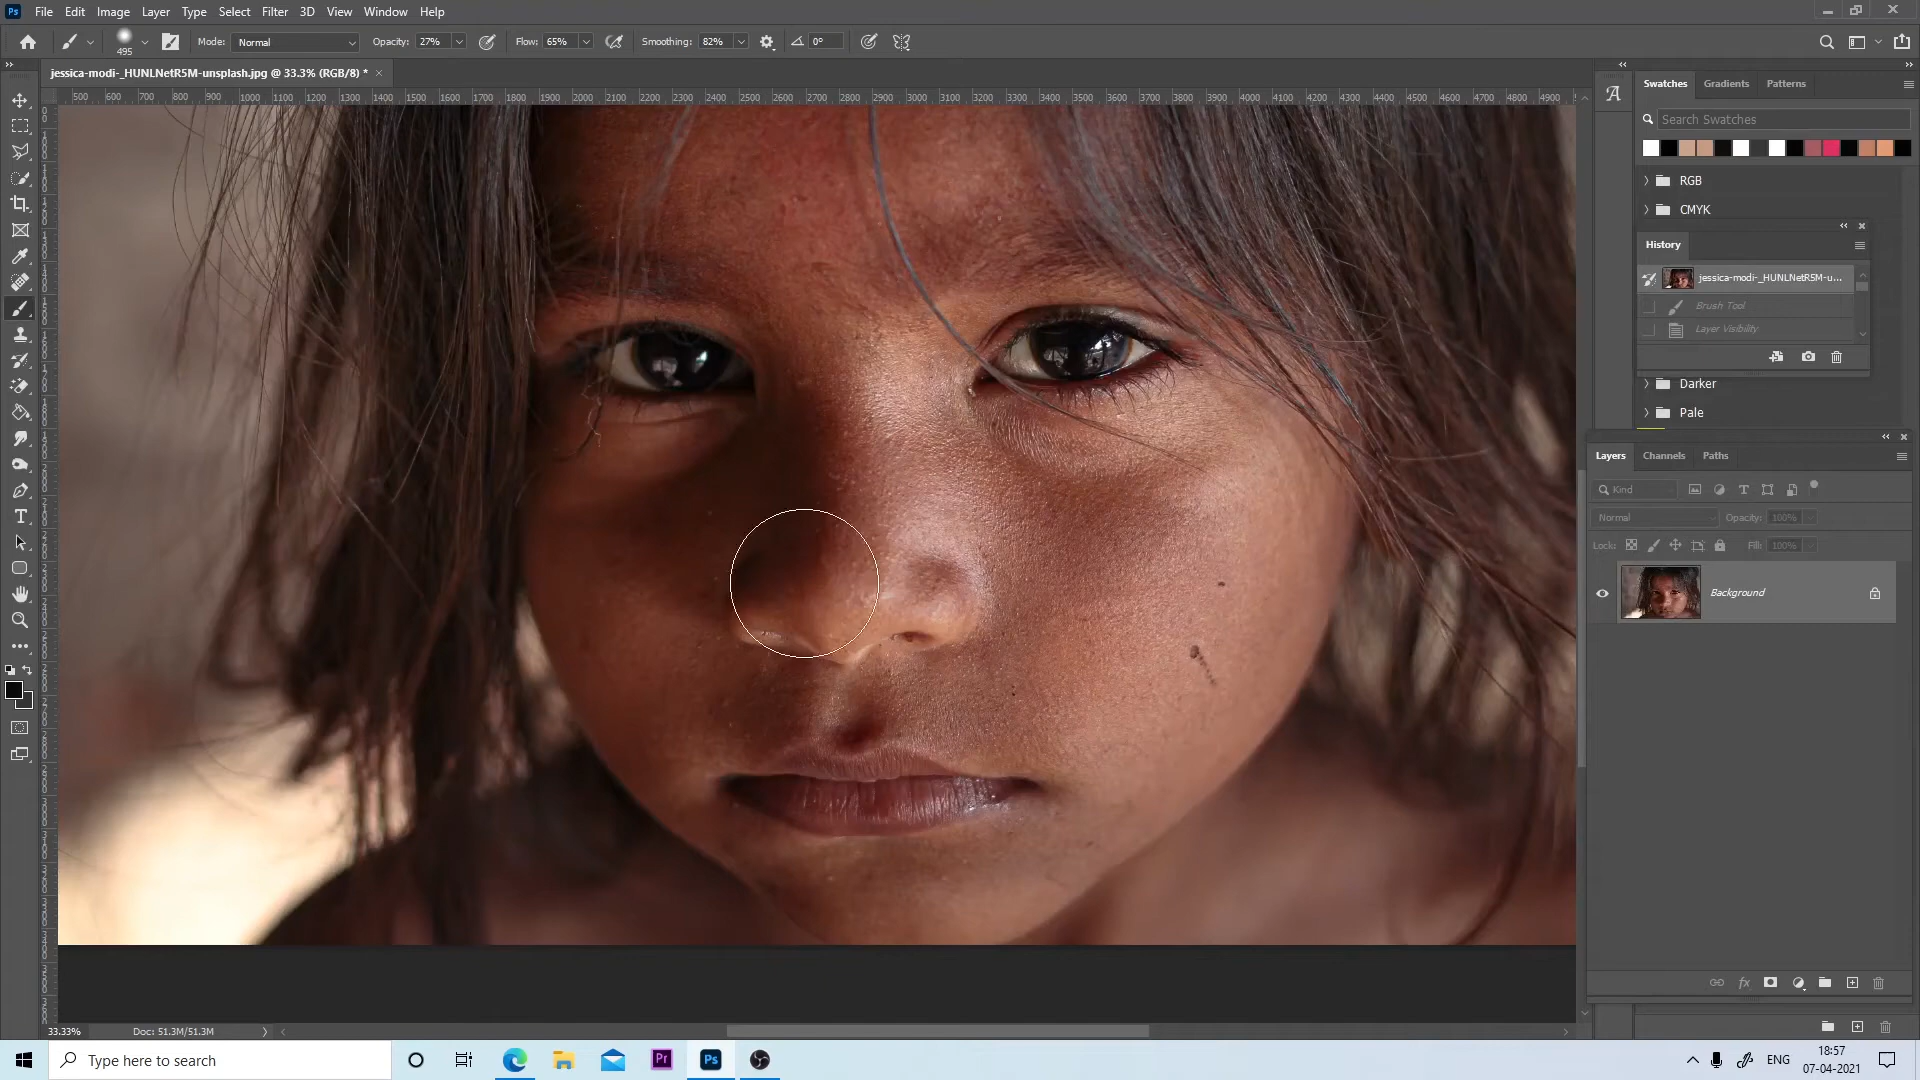 Ps File Edit Image Layer Type Select Filter 3D View Window Help
495 Mode: Normal Opacity: 27% Flow: 65% Smoothing: 82% 0°
jessica-modi-_HUNLNetR5M-unsplash.jpg @ 33.3% (RGB/8) *
500 600 700 800 900 1000 1100 1200 1300 1400 1500 1600 1700 1800 1900 2000 2100 2200 2300 2400 2500 2600 2700 2800 2900 3000 3100 3200 3300 3400 3500 3600 3700 3800 3900 4000 4100 4200 4300 4400 4500 4600 4700 4800 4900
Swatches Gradients Patterns
Search Swatches
RGB
CMYK
History
jessica-modi-_HUNLNetR5M-u...
Brush Tool
Layer Visibility
Darker
Pale
Layers Channels Paths
Kind
Normal Opacity: 100%
Lock: Fill: 100%
Background
33.33% Doc: 51.3M/51.3M
Type here to search
Pr Ps
ENG
18:57
07-04-2021